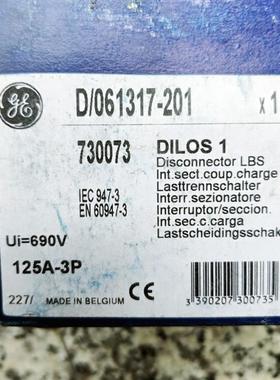 GE
D/061317-201 x 1
730073 DILOS 1
Disconnector LBS
Int.sect.coup.charge
IEC 947-3 Lasttrennschalter
EN 60947-3 Interr.sezionatore
Interruptor/seccion.
Ui=690V Int.sec.c.carga
Lastscheidingsschak
125A-3P
227/ MADE IN BELGIUM CE
3 390207 300735